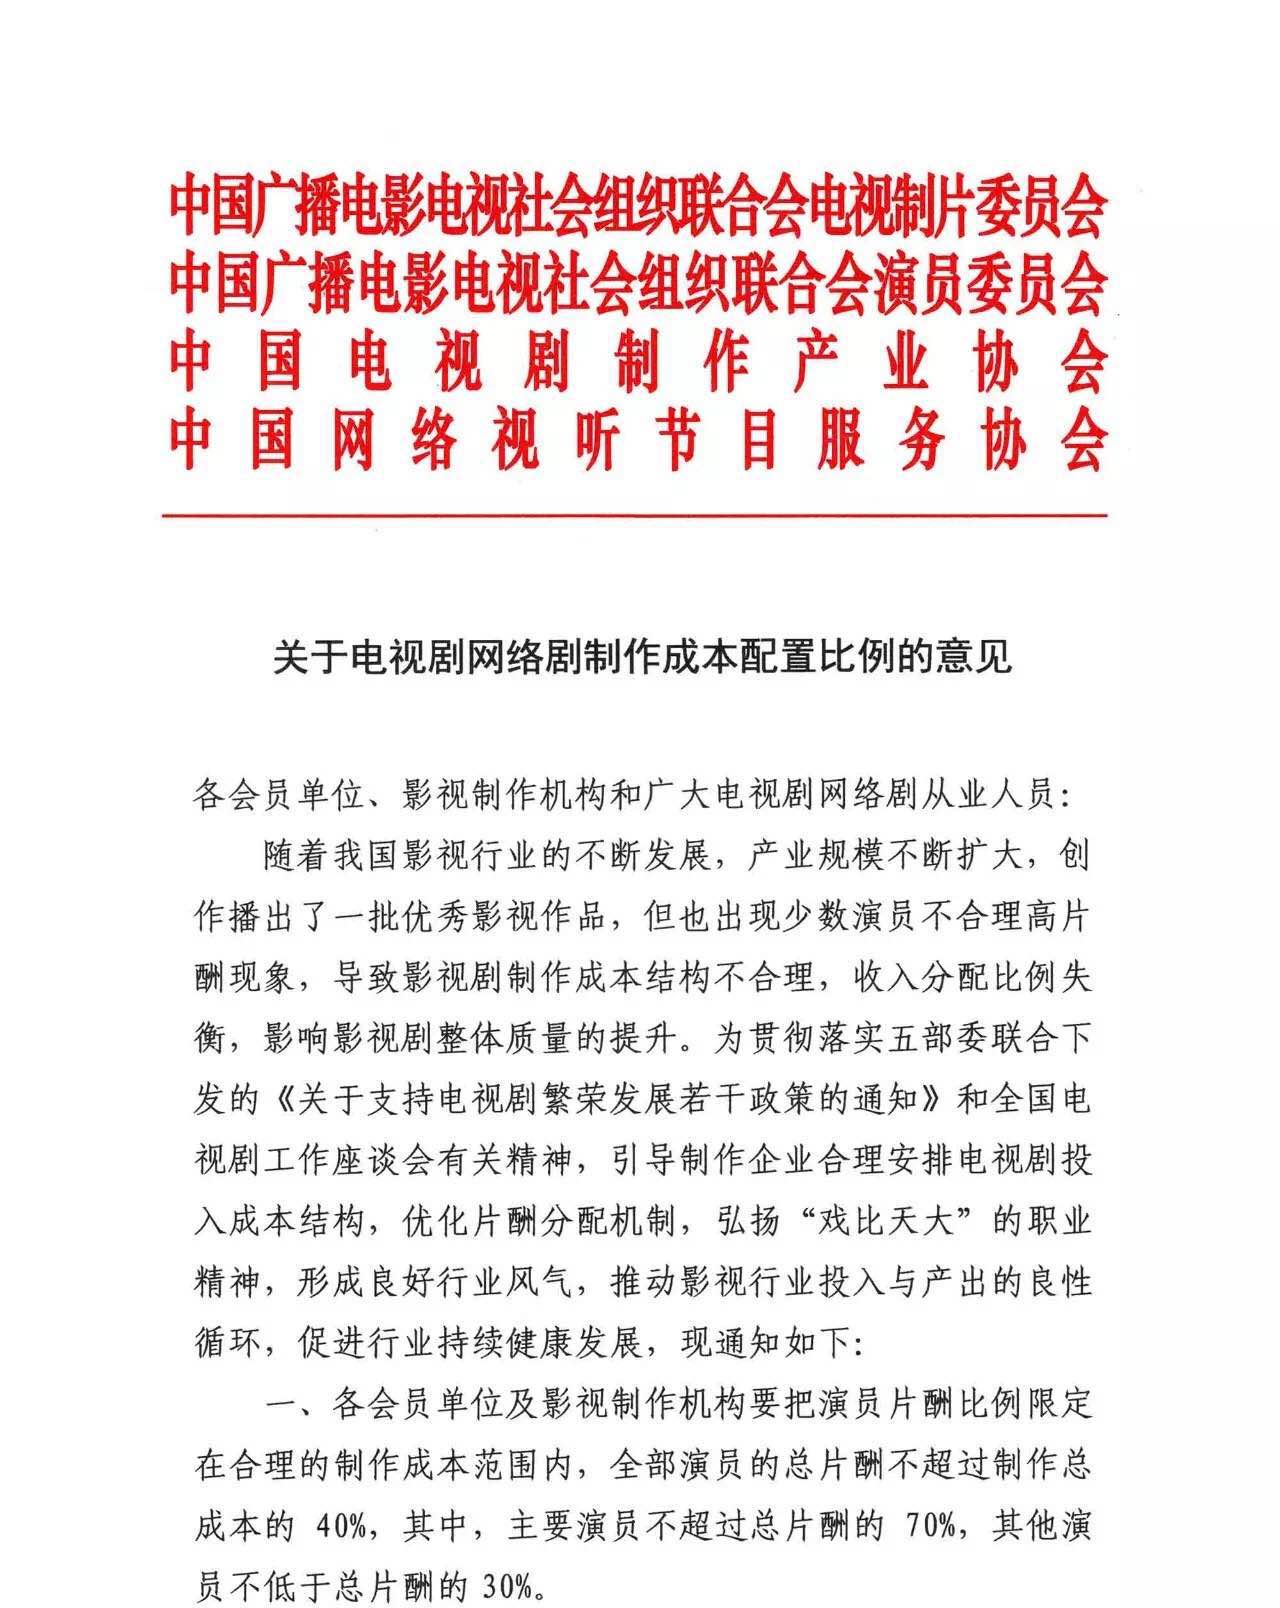 中国广播电影电视社会组织联合会电视制片委员会
中国广播电影电视社会组织联合会演员委员会
中国电视剧制作产业协会
中国网络视听节目服务协会
关于电视剧网络剧制作成本配置比例的意见
各会员单位、影视制作机构和广大电视剧网络剧从业人员：
随着我国影视行业的不断发展，产业规模不断扩大，创
作播出了一批优秀影视作品，但也出现少数演员不合理高片
酬现象，导致影视剧制作成本结构不合理，收入分配比例失
衡，影响影视剧整体质量的提升。为贯彻落实五部委联合下
发的《关于支持电视剧繁荣发展若干政策的通知》和全国电
视剧工作座谈会有关精神，引导制作企业合理安排电视剧投
入成本结构，优化片酬分配机制，弘扬“戏比天大”的职业
精神，形成良好行业风气，推动影视行业投入与产出的良性
循环，促进行业持续健康发展，现通知如下：
一、各会员单位及影视制作机构要把演员片酬比例限定
在合理的制作成本范围内，全部演员的总片酬不超过制作总
成本的 40%，其中，主要演员不超过总片酬的 70%，其他演
员不低于总片酬的 30%。